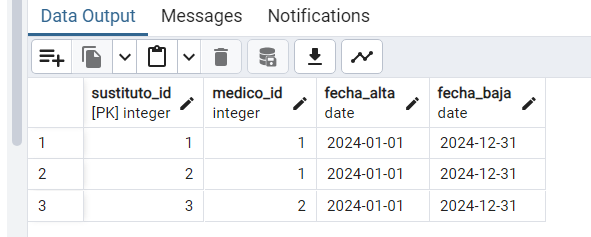 Data Output Messages Notifications
sustituto_id medico_id fecha_alta fecha_baja
[PK] integer integer date date
1 1 1 2024-01-01 2024-12-31
2 2 1 2024-01-01 2024-12-31
3 3 2 2024-01-01 2024-12-31